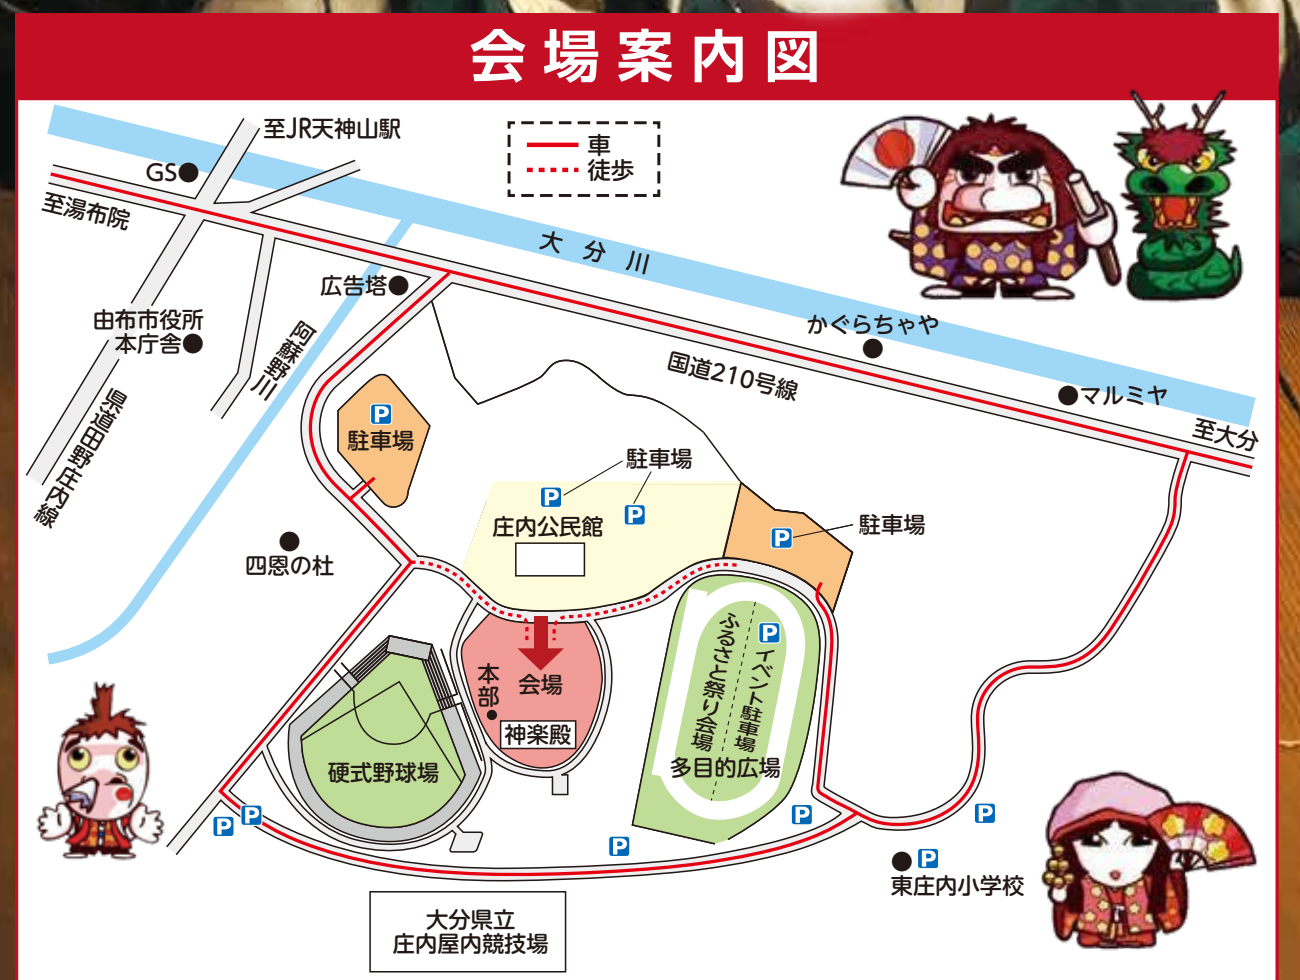 会場案内図
至JR天神山駅
車
徒歩
GS
至湯布院
大分川
広告塔
由布市役所
本庁舎
阿蘇野川
かぐらちゃや
国道210号線
マルミヤ
至大分
県道田野庄内線
P
駐車場
駐車場
P
P
庄内公民館
P
駐車場
四恩の杜
ふるさと祭り会場
P
イベント駐車場
多目的広場
本部
会場
神楽殿
硬式野球場
P
P
P
P
P
P
東庄内小学校
大分県立
庄内屋内競技場